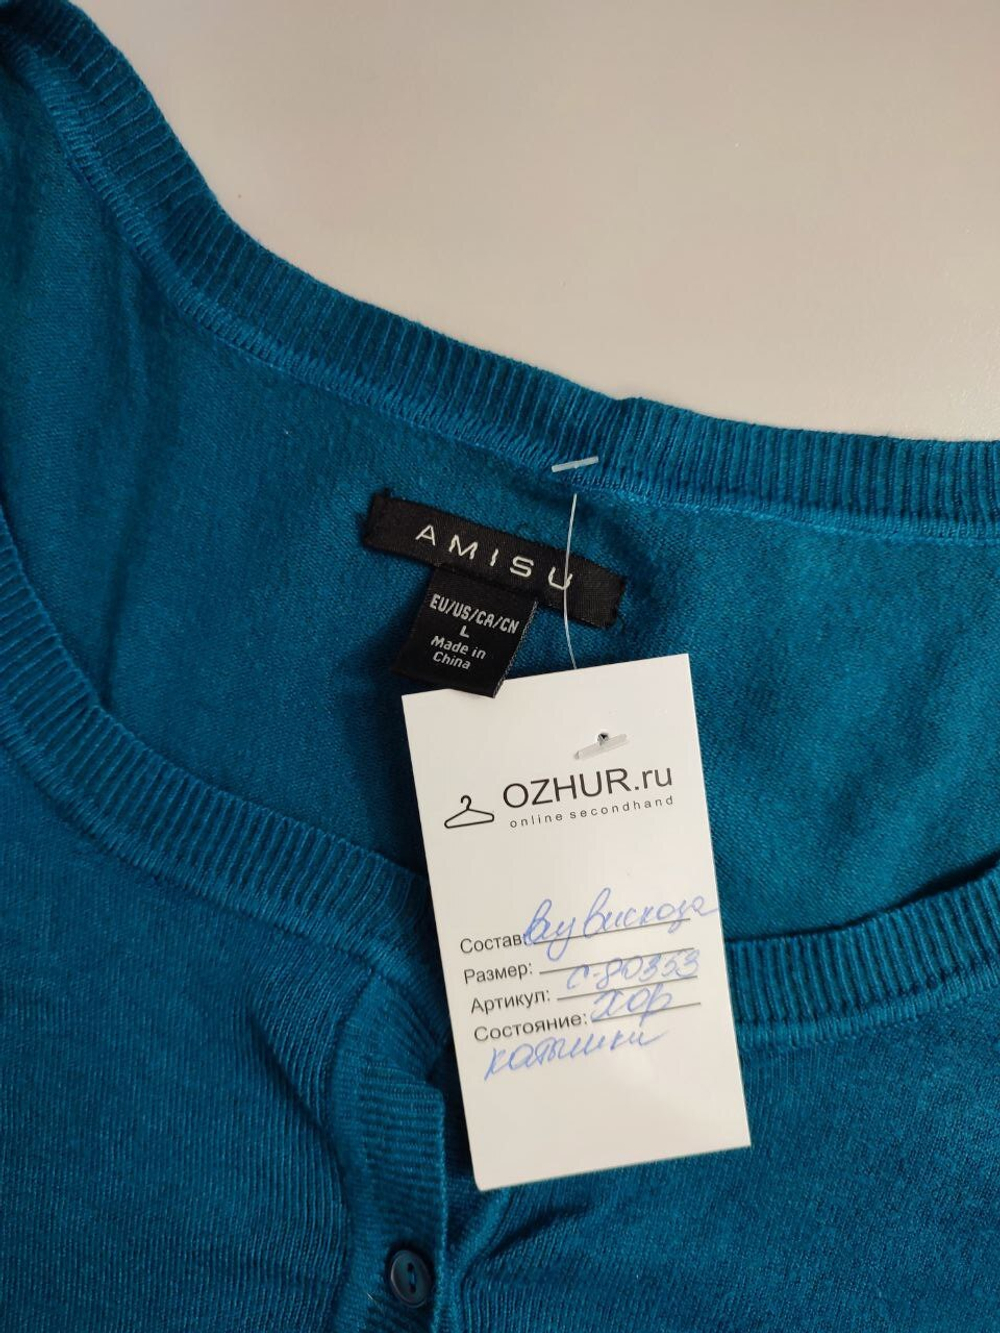 AMISU
EU/US/CA/CN
L
Made in
China
OZHUR.ru
online secondhand
Состав: вискоза
Размер:
Артикул: С-80353
Состояние: хор
катышки